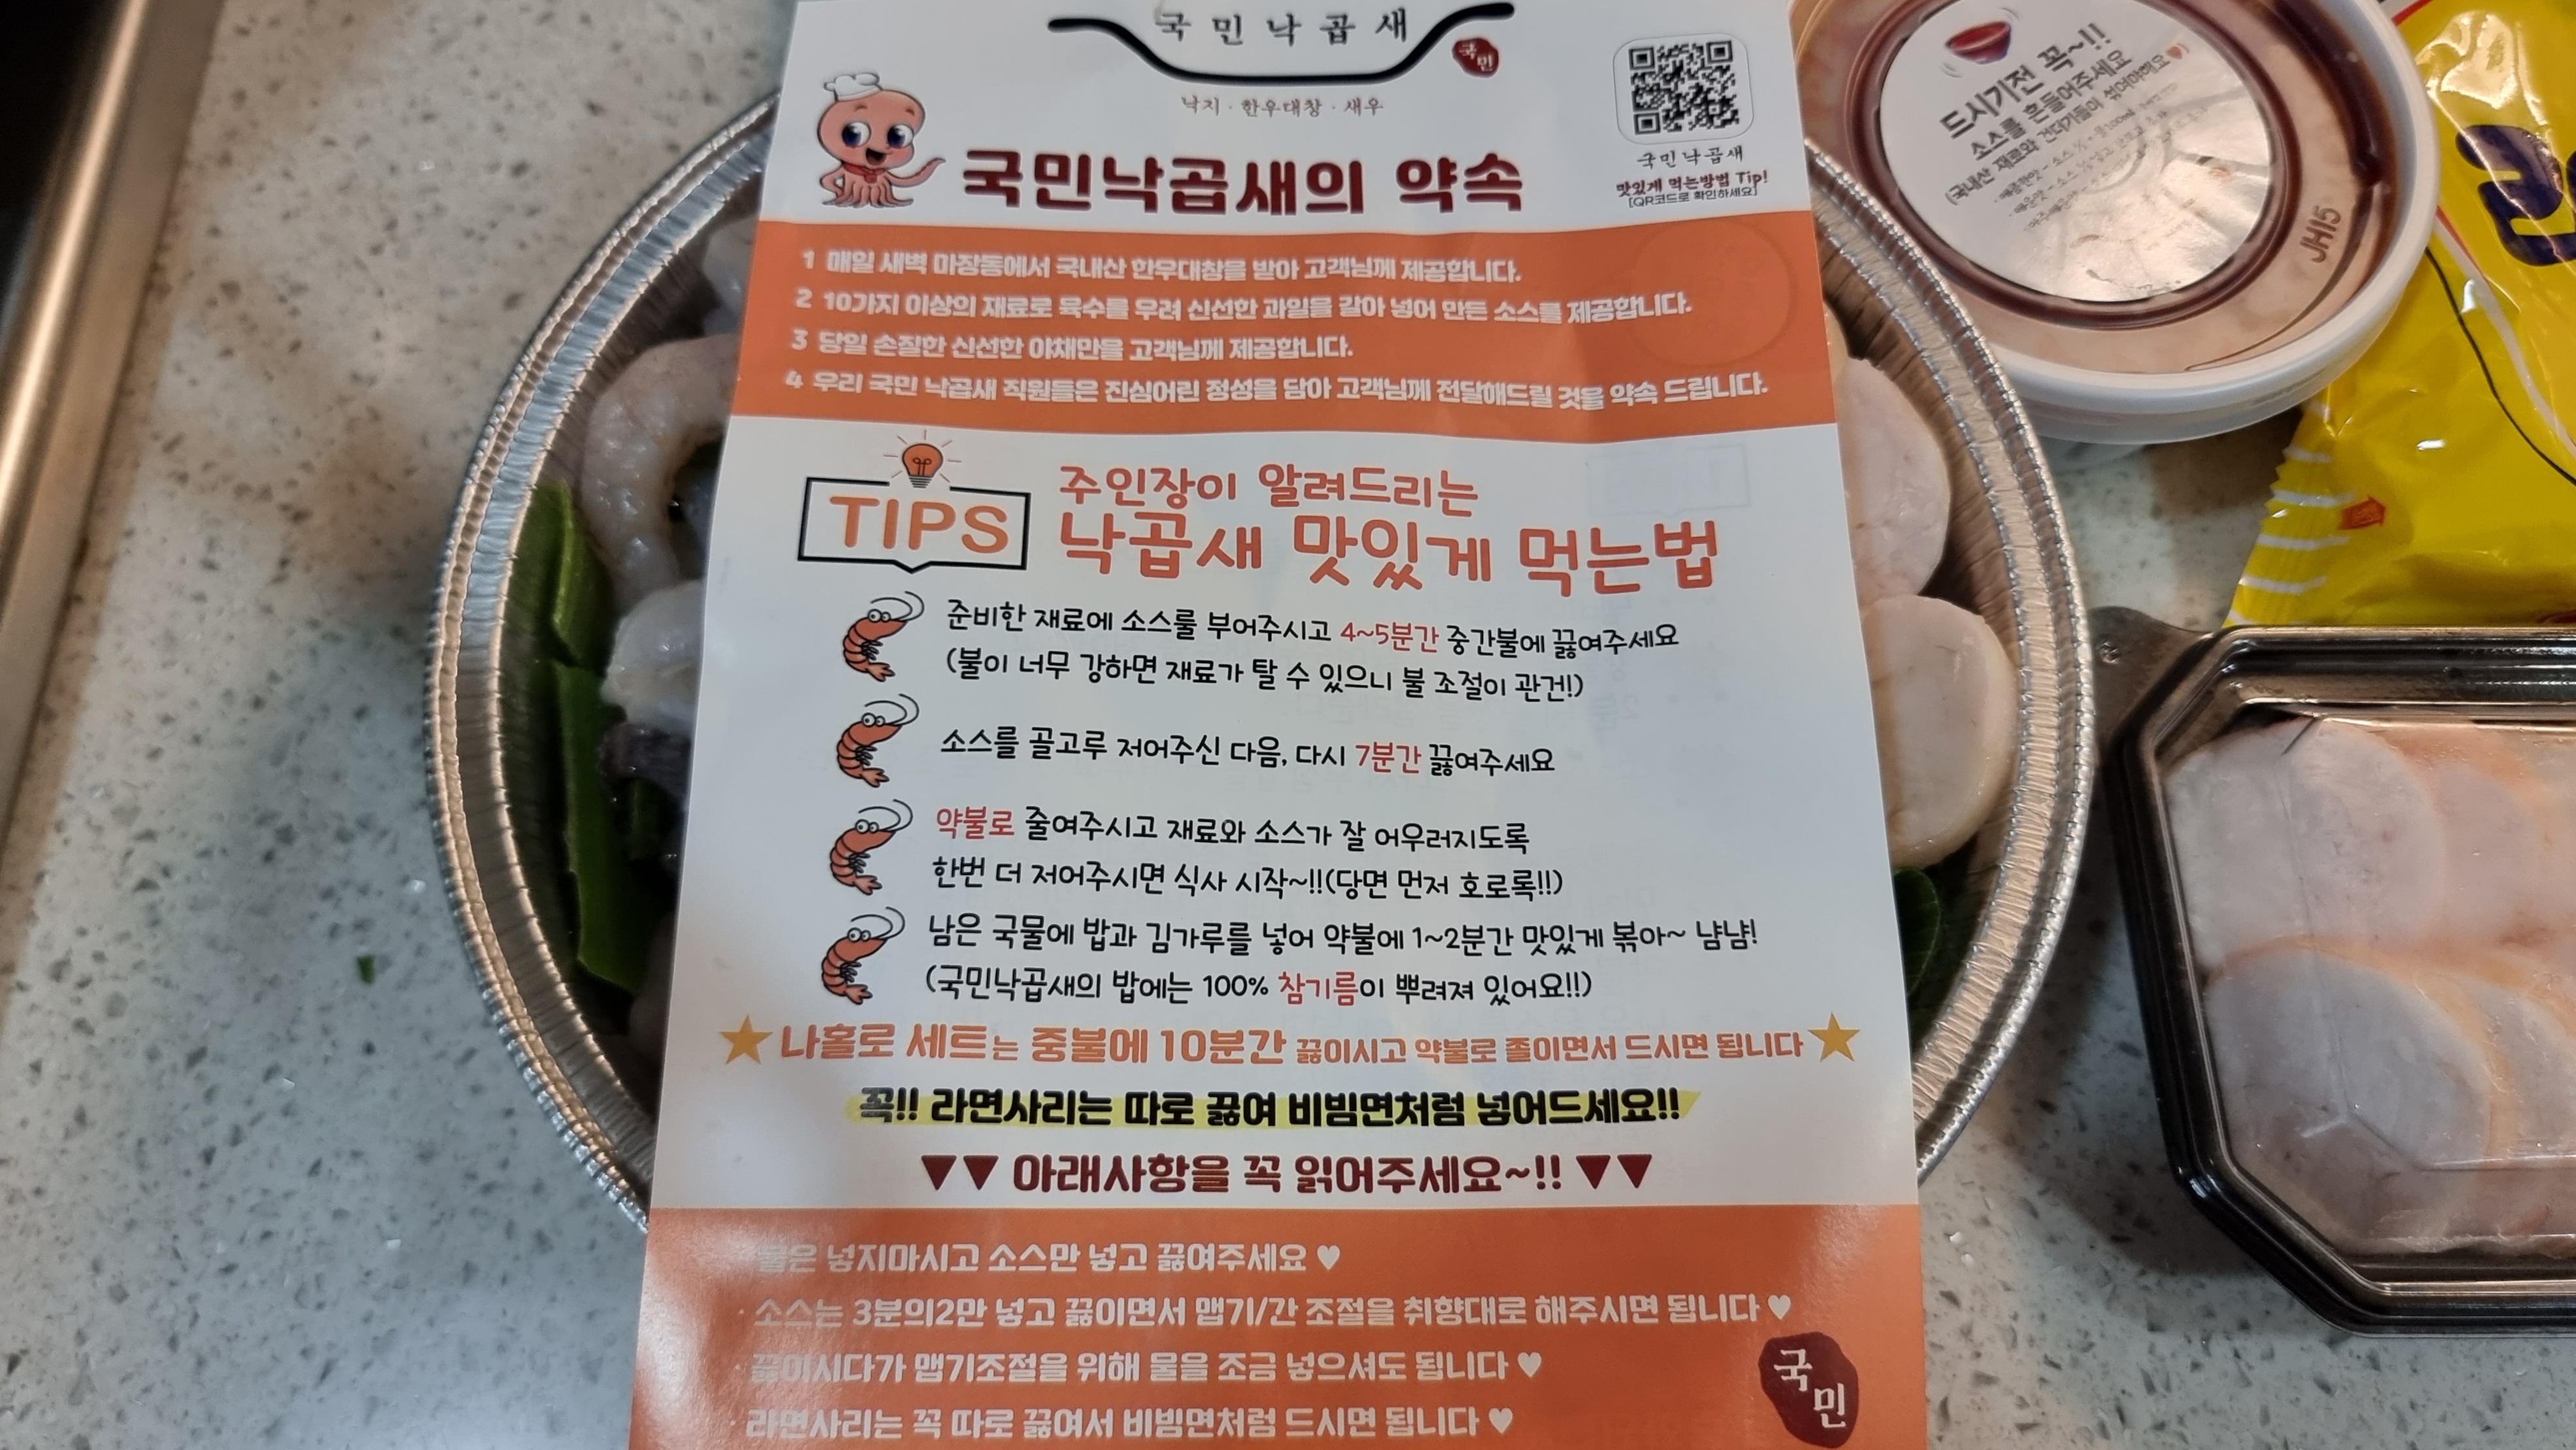 국민낙곱새
국민
낙지·한우대창·새우
국민낙곱새의 약속
국민낙곱새
맛있게 먹는방법 Tip!
[QR코드로 확인하세요]
1 매일 새벽 마장동에서 국내산 한우대창을 받아 고객님께 제공합니다.
2 10가지 이상의 재료로 육수를 우려 신선한 과일을 갈아 넣어 만든 소스를 제공합니다.
3 당일 손질한 신선한 야채만을 고객님께 제공합니다.
4 우리 국민 낙곱새 직원들은 진심어린 정성을 담아 고객님께 전달해드릴 것을 약속 드립니다.
TIPS
주인장이 알려드리는
낙곱새 맛있게 먹는법
준비한 재료에 소스를 부어주시고 4~5분간 중간불에 끓여주세요
(불이 너무 강하면 재료가 탈 수 있으니 불 조절이 관건!)
소스를 골고루 저어주신 다음, 다시 7분간 끓여주세요
약불로 줄여주시고 재료와 소스가 잘 어우러지도록
한번 더 저어주시면 식사 시작~!!(당면 먼저 호로록!!)
남은 국물에 밥과 김가루를 넣어 약불에 1~2분간 맛있게 볶아~ 냠냠!
(국민낙곱새의 밥에는 100% 참기름이 뿌려져 있어요!!)
★나홀로 세트는 중불에 10분간 끓이시고 약불로 졸이면서 드시면 됩니다★
꼭!! 라면사리는 따로 끓여 비빔면처럼 넣어드세요!!
▼▼ 아래사항을 꼭 읽어주세요~!! ▼▼
물은 넣지마시고 소스만 넣고 끓여주세요 ♥
· 소스는 3분의2만 넣고 끓이면서 맵기/간 조절을 취향대로 해주시면 됩니다 ♥
· 끓이시다가 맵기조절을 위해 물을 조금 넣으셔도 됩니다 ♥
· 라면사리는 꼭 따로 끓여서 비빔면처럼 드시면 됩니다 ♥
국민
드시기전 꼭~!!
소스를 흔들어주세요
(국내산 재료와 건더기들이 섞여야해요♥)
JH15